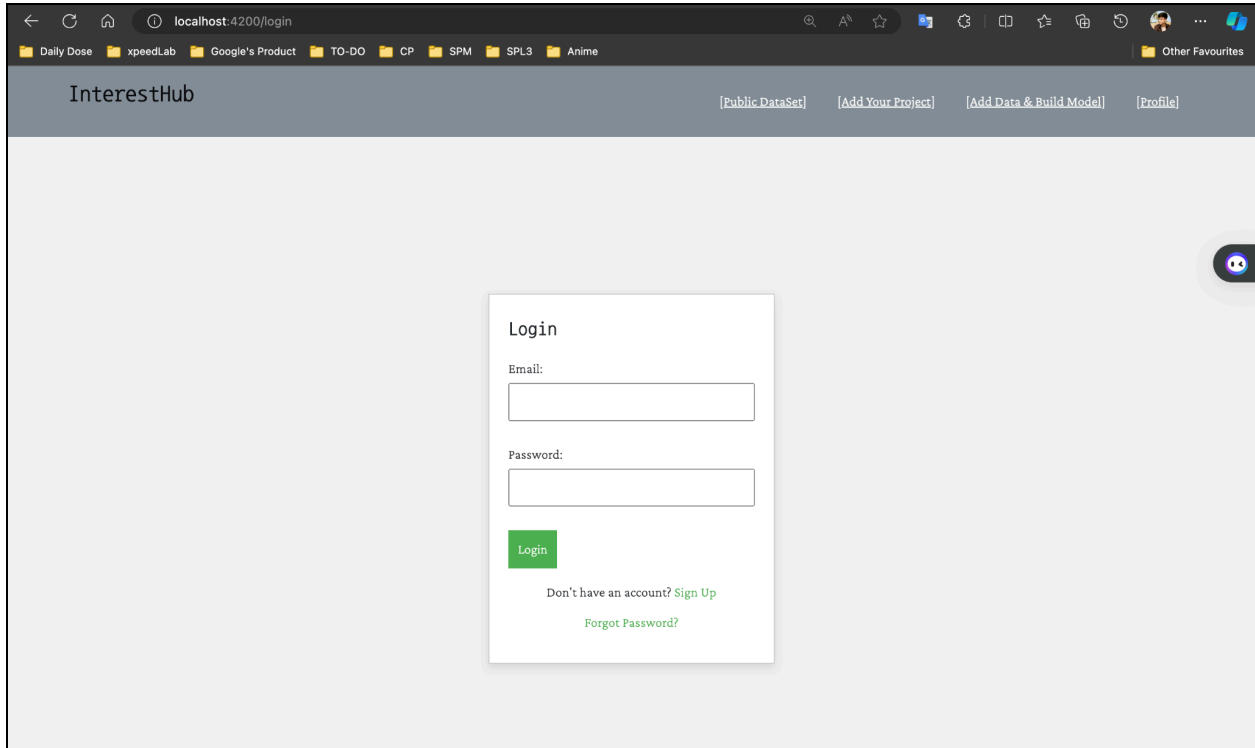 localhost:4200/login
Daily Dose xpeedLab Google's Product TO-DO CP SPM SPL3 Anime Other Favourites
InterestHub
[Public DataSet] [Add Your Project] [Add Data & Build Model] [Profile]
Login
Email:
Password:
Login
Don't have an account? Sign Up
Forgot Password?